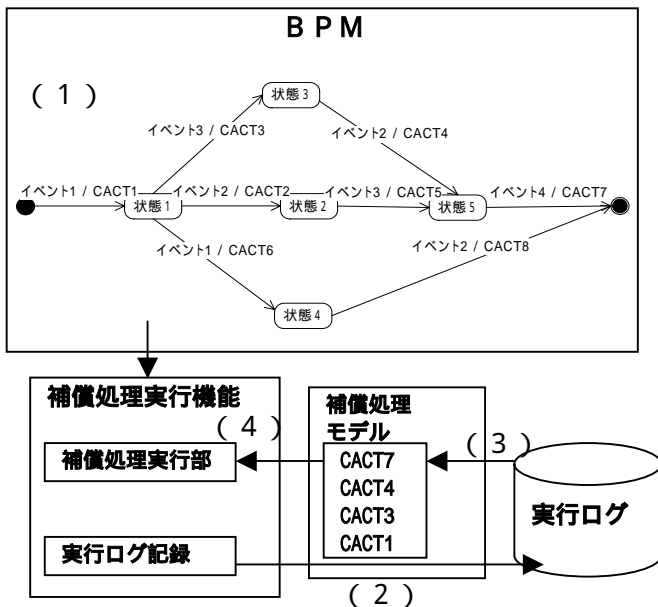 ＢＰＭ
（１）
状態３
イベント3 / CACT3
イベント2 / CACT4
イベント1 / CACT1
イベント2 / CACT2
イベント3 / CACT5
イベント4 / CACT7
状態１
状態２
状態５
イベント1 / CACT6
イベント2 / CACT8
状態４
補償処理実行機能
（４）
補償処理実行部
実行ログ記録
補償処理
モデル
CACT7
CACT4
CACT3
CACT1
（３）
実行ログ
（２）